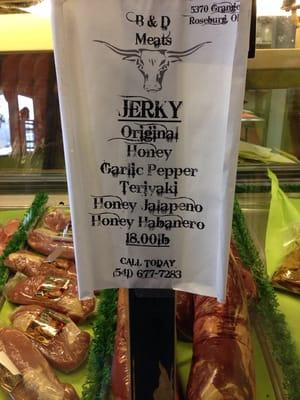 B & D
Meats
5370 Grange
Roseburg, OR
JERKY
Original
Honey
Garlic Pepper
Teriyaki
Honey Jalapeno
Honey Habanero
18.00lb
CALL TODAY
(541) 677-7283